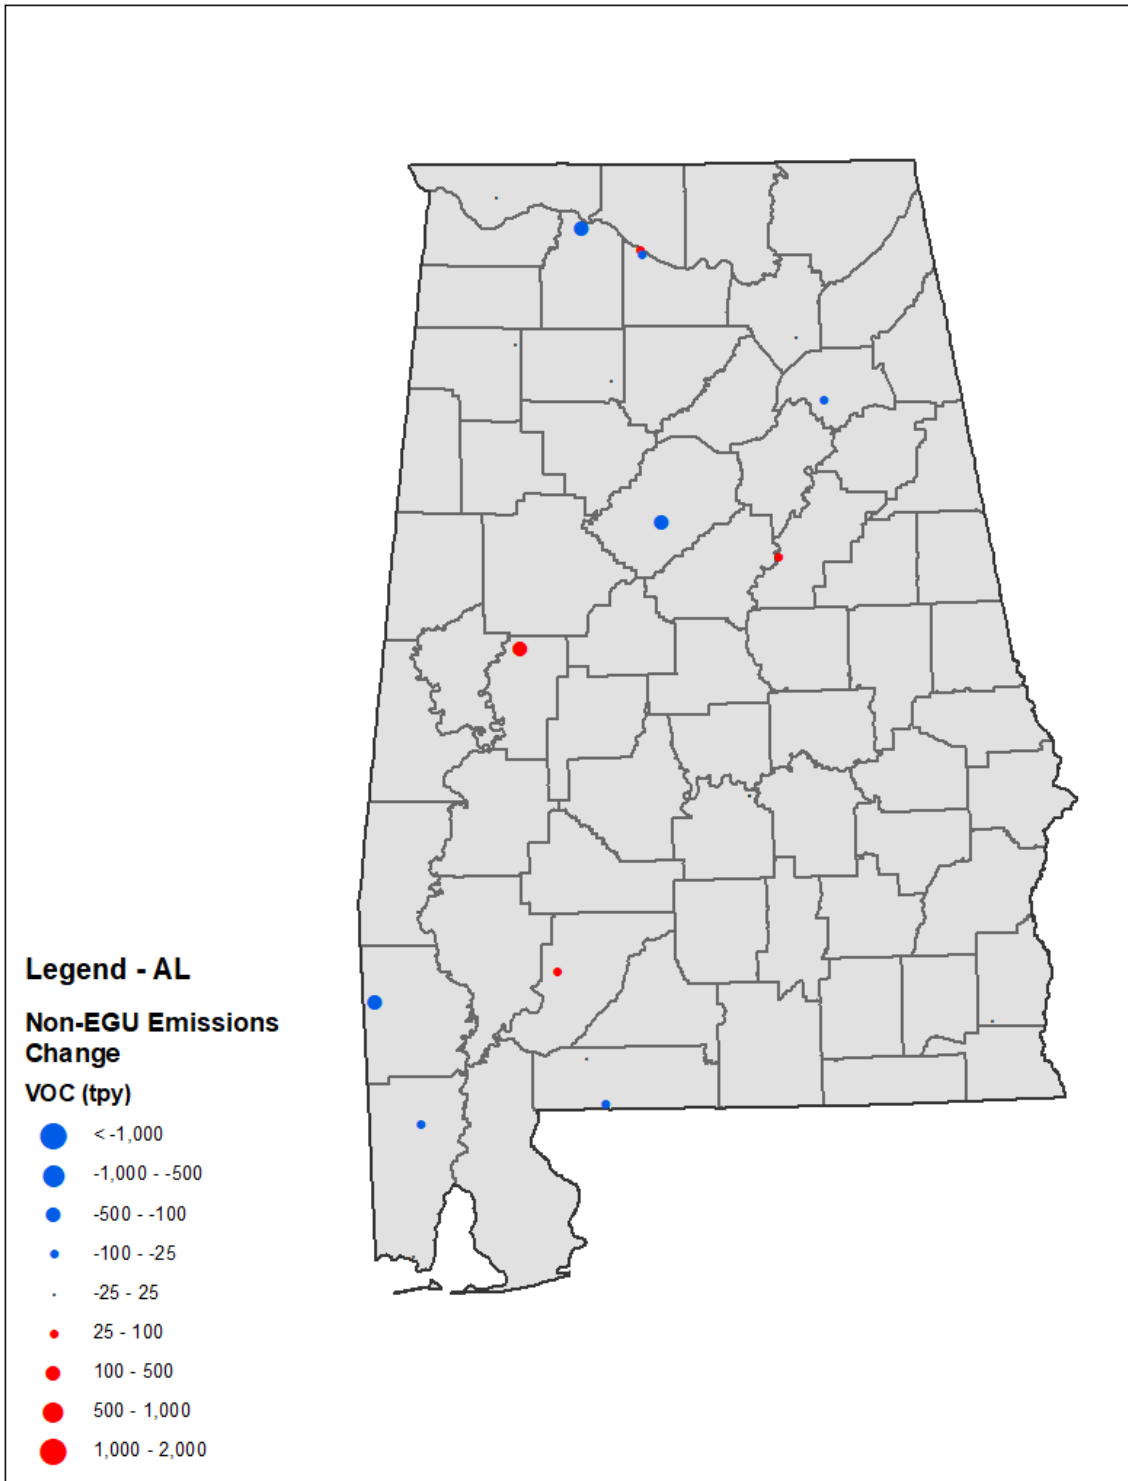 Legend - AL
Non-EGU Emissions
Change
VOC (tpy)
< -1,000
-1,000 - -500
-500 - -100
-100 - -25
-25 - 25
25 - 100
100 - 500
500 - 1,000
1,000 - 2,000